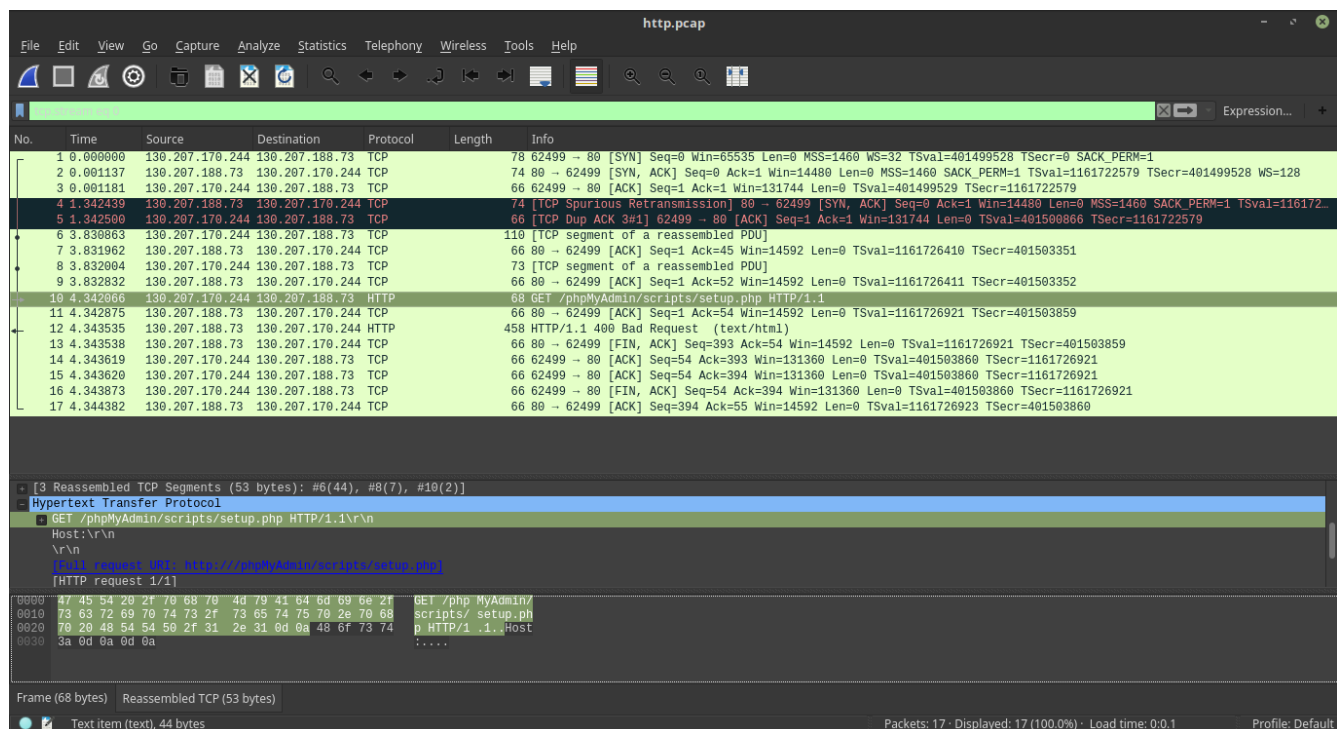 http.pcap
File Edit View Go Capture Analyze Statistics Telephony Wireless Tools Help
tcp.stream eq 0 Expression... +
No. Time Source Destination Protocol Length Info
1 0.000000 130.207.170.244 130.207.188.73 TCP 78 62499 → 80 [SYN] Seq=0 Win=65535 Len=0 MSS=1460 WS=32 TSval=401499528 TSecr=0 SACK_PERM=1
2 0.001137 130.207.188.73 130.207.170.244 TCP 74 80 → 62499 [SYN, ACK] Seq=0 Ack=1 Win=14480 Len=0 MSS=1460 SACK_PERM=1 TSval=1161722579 TSecr=401499528 WS=128
3 0.001181 130.207.170.244 130.207.188.73 TCP 66 62499 → 80 [ACK] Seq=1 Ack=1 Win=131744 Len=0 TSval=401499529 TSecr=1161722579
4 1.342439 130.207.188.73 130.207.170.244 TCP 74 [TCP Spurious Retransmission] 80 → 62499 [SYN, ACK] Seq=0 Ack=1 Win=14480 Len=0 MSS=1460 SACK_PERM=1 TSval=116172…
5 1.342500 130.207.170.244 130.207.188.73 TCP 66 [TCP Dup ACK 3#1] 62499 → 80 [ACK] Seq=1 Ack=1 Win=131744 Len=0 TSval=401500866 TSecr=1161722579
6 3.830863 130.207.170.244 130.207.188.73 TCP 110 [TCP segment of a reassembled PDU]
7 3.831962 130.207.188.73 130.207.170.244 TCP 66 80 → 62499 [ACK] Seq=1 Ack=45 Win=14592 Len=0 TSval=1161726410 TSecr=401503351
8 3.832004 130.207.170.244 130.207.188.73 TCP 73 [TCP segment of a reassembled PDU]
9 3.832832 130.207.188.73 130.207.170.244 TCP 66 80 → 62499 [ACK] Seq=1 Ack=52 Win=14592 Len=0 TSval=1161726411 TSecr=401503352
10 4.342066 130.207.170.244 130.207.188.73 HTTP 68 GET /phpMyAdmin/scripts/setup.php HTTP/1.1
11 4.342875 130.207.188.73 130.207.170.244 TCP 66 80 → 62499 [ACK] Seq=1 Ack=54 Win=14592 Len=0 TSval=1161726921 TSecr=401503859
12 4.343535 130.207.188.73 130.207.170.244 HTTP 458 HTTP/1.1 400 Bad Request (text/html)
13 4.343538 130.207.188.73 130.207.170.244 TCP 66 80 → 62499 [FIN, ACK] Seq=393 Ack=54 Win=14592 Len=0 TSval=1161726921 TSecr=401503859
14 4.343619 130.207.170.244 130.207.188.73 TCP 66 62499 → 80 [ACK] Seq=54 Ack=393 Win=131360 Len=0 TSval=401503860 TSecr=1161726921
15 4.343620 130.207.170.244 130.207.188.73 TCP 66 62499 → 80 [ACK] Seq=54 Ack=394 Win=131360 Len=0 TSval=401503860 TSecr=1161726921
16 4.343873 130.207.170.244 130.207.188.73 TCP 66 62499 → 80 [FIN, ACK] Seq=54 Ack=394 Win=131360 Len=0 TSval=401503860 TSecr=1161726921
17 4.344382 130.207.188.73 130.207.170.244 TCP 66 80 → 62499 [ACK] Seq=394 Ack=55 Win=14592 Len=0 TSval=1161726923 TSecr=401503860
[3 Reassembled TCP Segments (53 bytes): #6(44), #8(7), #10(2)]
Hypertext Transfer Protocol
GET /phpMyAdmin/scripts/setup.php HTTP/1.1\r\n
Host:\r\n
\r\n
[Full request URI: http:///phpMyAdmin/scripts/setup.php]
[HTTP request 1/1]
0000 47 45 54 20 2f 70 68 70 4d 79 41 64 6d 69 6e 2f GET /php MyAdmin/
0010 73 63 72 69 70 74 73 2f 73 65 74 75 70 2e 70 68 scripts/ setup.ph
0020 70 20 48 54 54 50 2f 31 2e 31 0d 0a 48 6f 73 74 p HTTP/1 .1..Host
0030 3a 0d 0a 0d 0a :....
Frame (68 bytes) Reassembled TCP (53 bytes)
Text item (text), 44 bytes Packets: 17 · Displayed: 17 (100.0%) · Load time: 0:0.1 Profile: Default